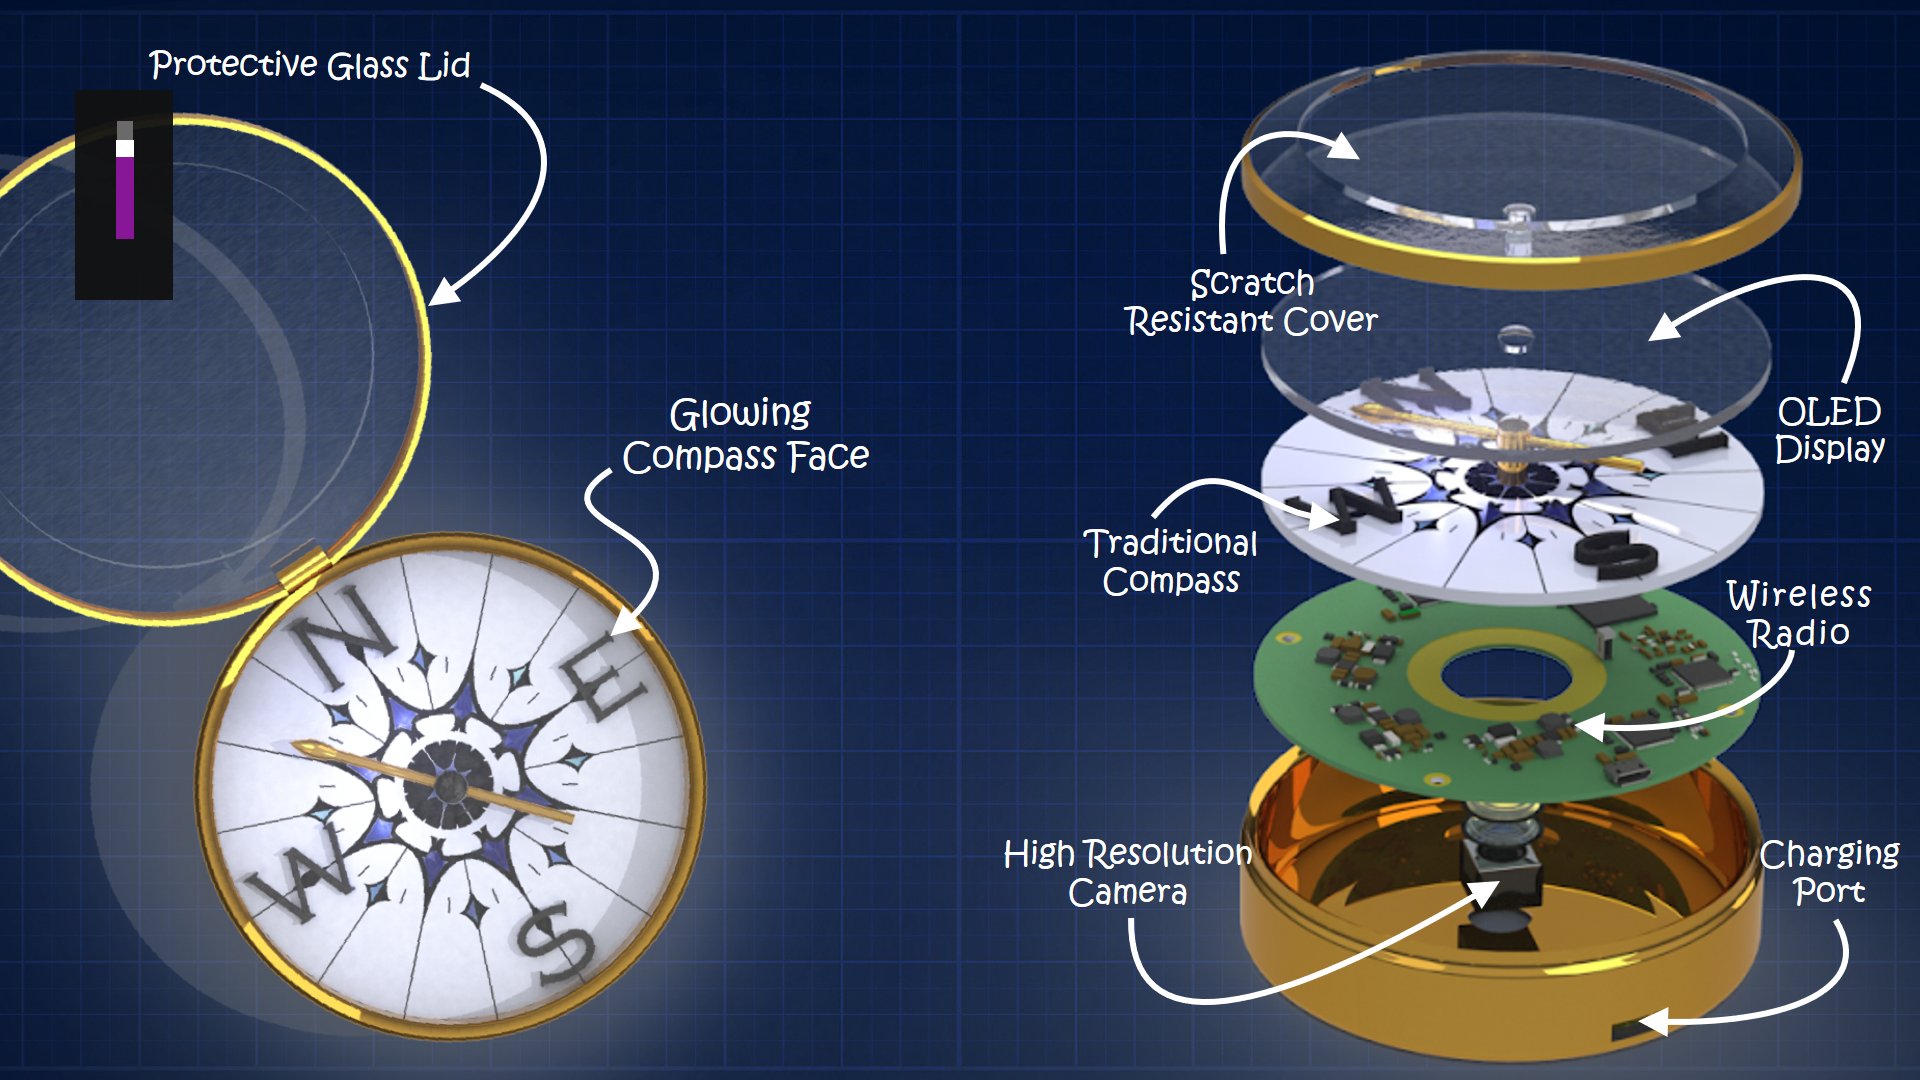 Protective Glass Lid
Glowing
Compass Face
N
E
W
S
Scratch
Resistant Cover
OLED
Display
Traditional
Compass
W
E
N
S
Wireless
Radio
High Resolution
Camera
Charging
Port